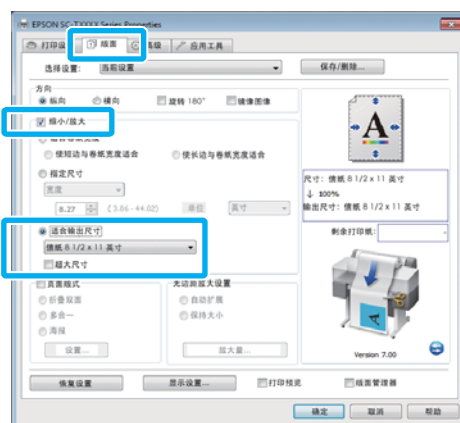 EPSON SC-TXXXX Series Properties
打印设 版面 高级 应用工具
选择设置: 当前设置 保存/删除...
方向
纵向 横向 旋转 180° 镜像图像
缩小/放大
适合卷纸宽度
使短边与卷纸宽度适合 使长边与卷纸宽度适合
指定尺寸
宽度
8.27 (3.86-44.02) 单位 英寸
适合输出尺寸
信纸 8 1/2 x 11 英寸
超大尺寸
页面版式
折叠双面
多合一
海报
设置...
无边距放大设置
自动扩展
保持大小
放大量...
A
尺寸: 信纸 8 1/2 x 11 英寸
↓ 100%
输出尺寸: 信纸 8 1/2 x 11 英寸
剩余打印纸:
Version 7.00
恢复设置 显示设置... 打印预览 版面管理器
确定 取消 帮助